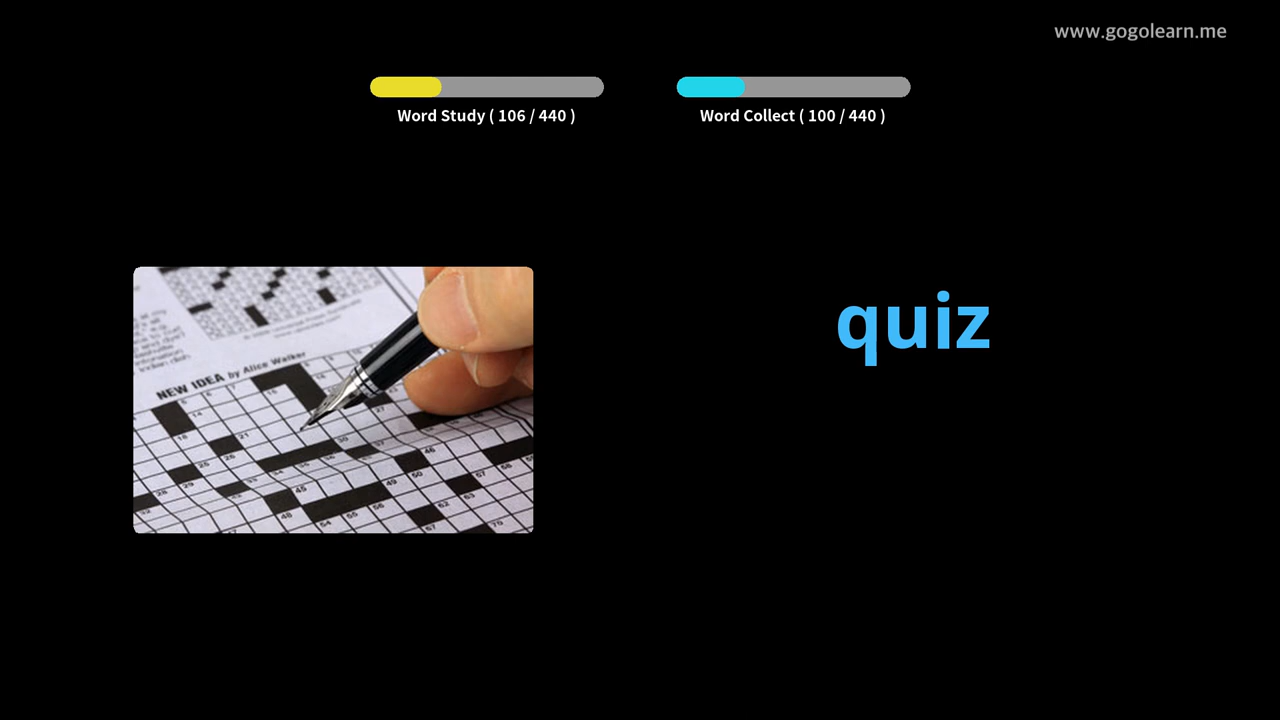 www.gogolearn.me
Word Study ( 106 / 440 )
Word Collect ( 100 / 440 )
quiz
NEW IDEA by Alice Walker